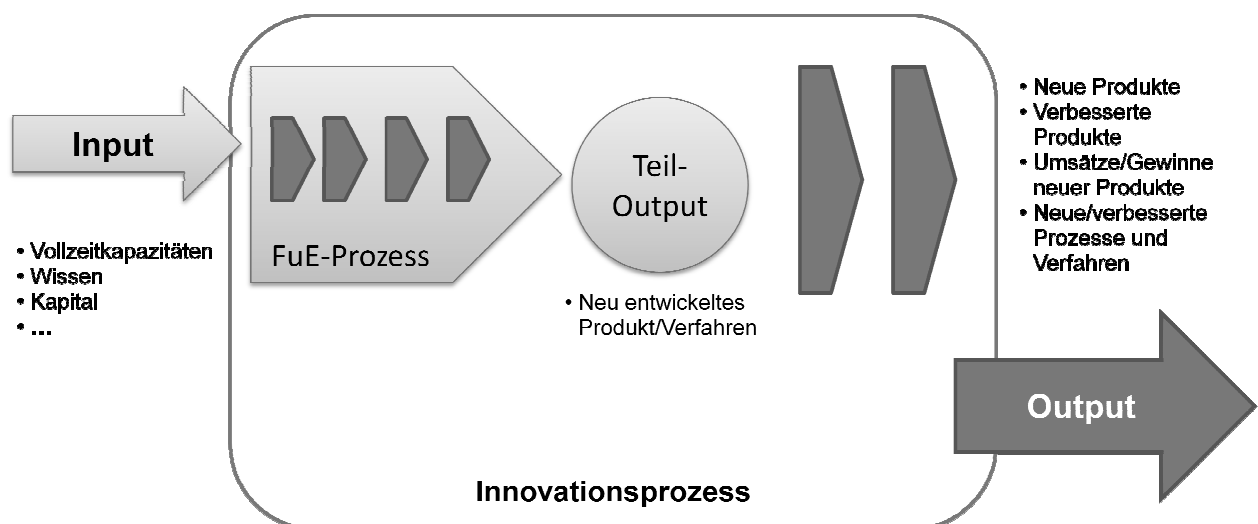 Input
• Vollzeitkapazitäten
• Wissen
• Kapital
• ...
FuE-Prozess
Teil-
Output
• Neu entwickeltes
Produkt/Verfahren
• Neue Produkte
• Verbesserte
Produkte
• Umsätze/Gewinne
neuer Produkte
• Neue/verbesserte
Prozesse und
Verfahren
Output
Innovationsprozess